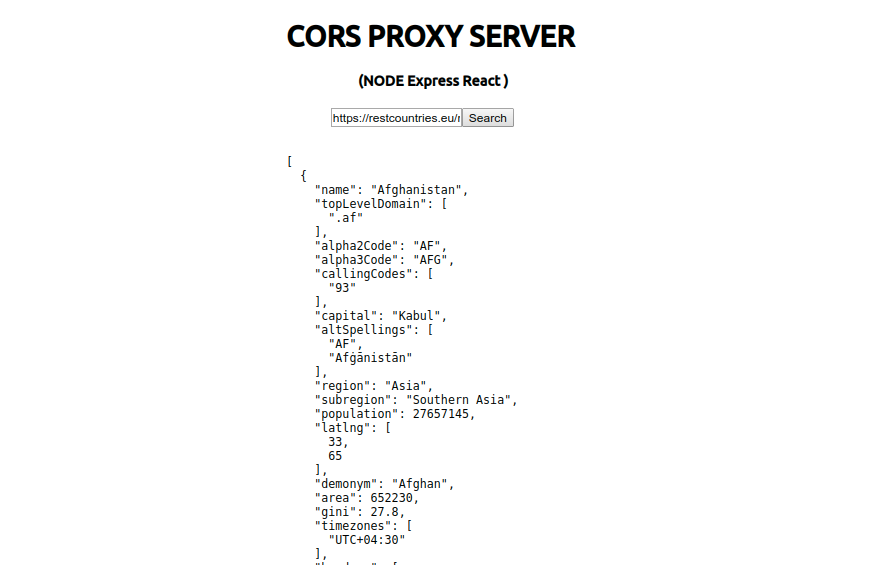 CORS PROXY SERVER
(NODE Express React )
https://restcountries.eu/r Search
[
  {
    "name": "Afghanistan",
    "topLevelDomain": [
      ".af"
    ],
    "alpha2Code": "AF",
    "alpha3Code": "AFG",
    "callingCodes": [
      "93"
    ],
    "capital": "Kabul",
    "altSpellings": [
      "AF",
      "Afġānistān"
    ],
    "region": "Asia",
    "subregion": "Southern Asia",
    "population": 27657145,
    "latlng": [
      33,
      65
    ],
    "demonym": "Afghan",
    "area": 652230,
    "gini": 27.8,
    "timezones": [
      "UTC+04:30"
    ],